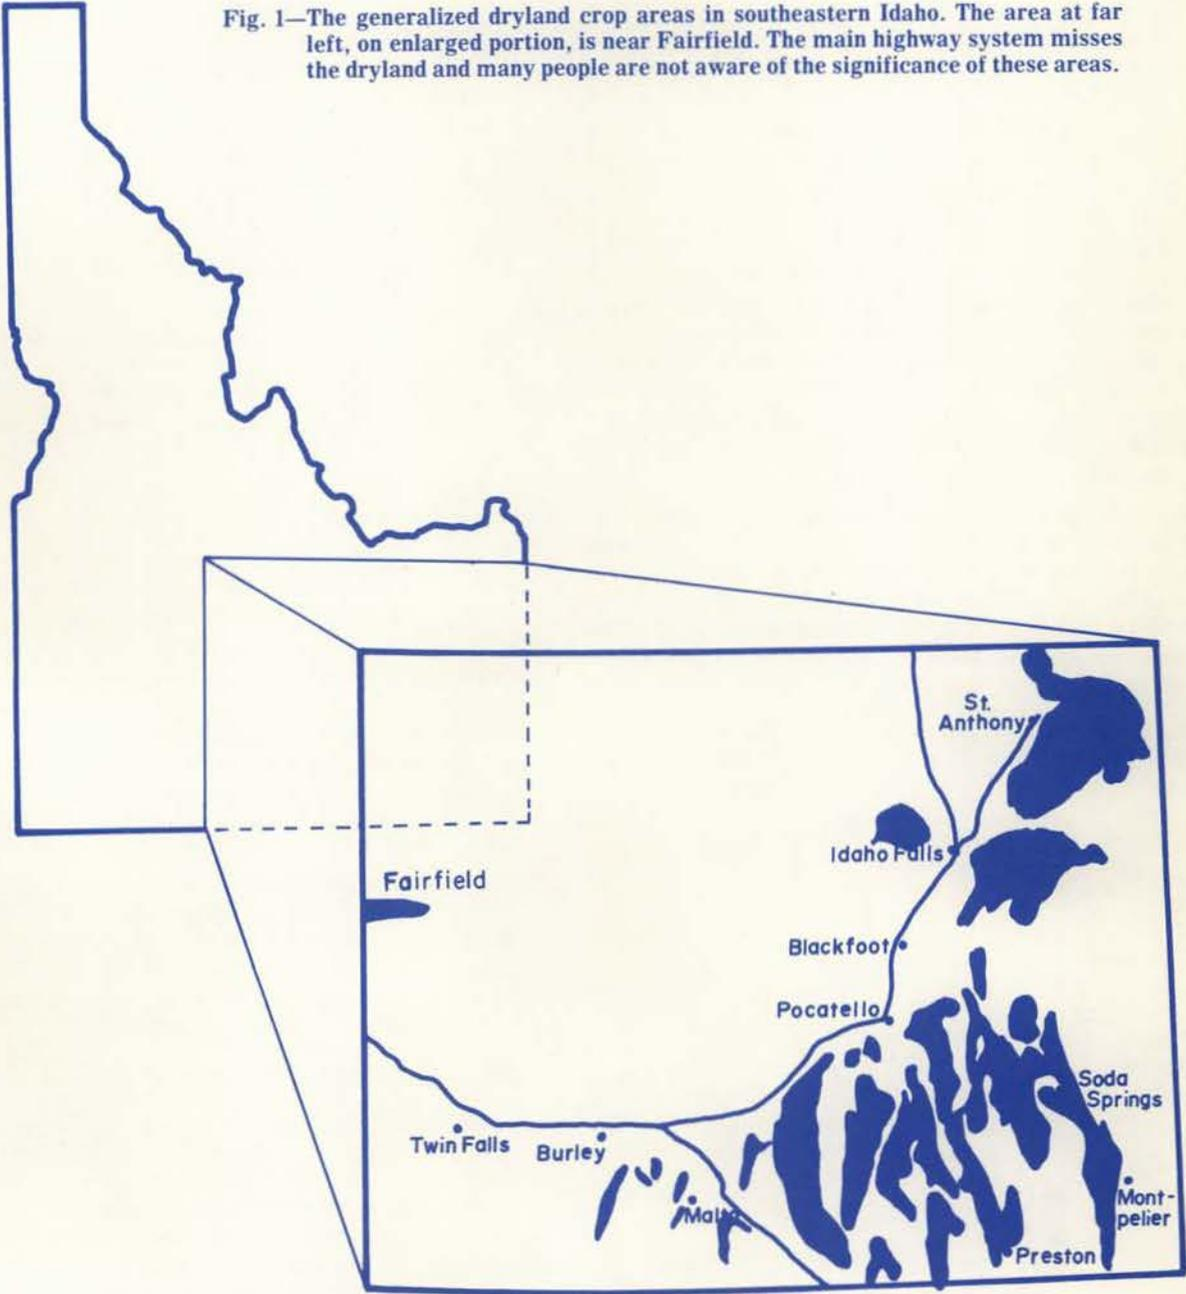 Fig. 1—The generalized dryland crop areas in southeastern Idaho. The area at far
left, on enlarged portion, is near Fairfield. The main highway system misses
the dryland and many people are not aware of the significance of these areas.
St.
Anthony
Idaho Falls
Fairfield
Blackfoot
Pocatello
Soda
Springs
Twin Falls
Burley
Malta
Mont-
pelier
Preston